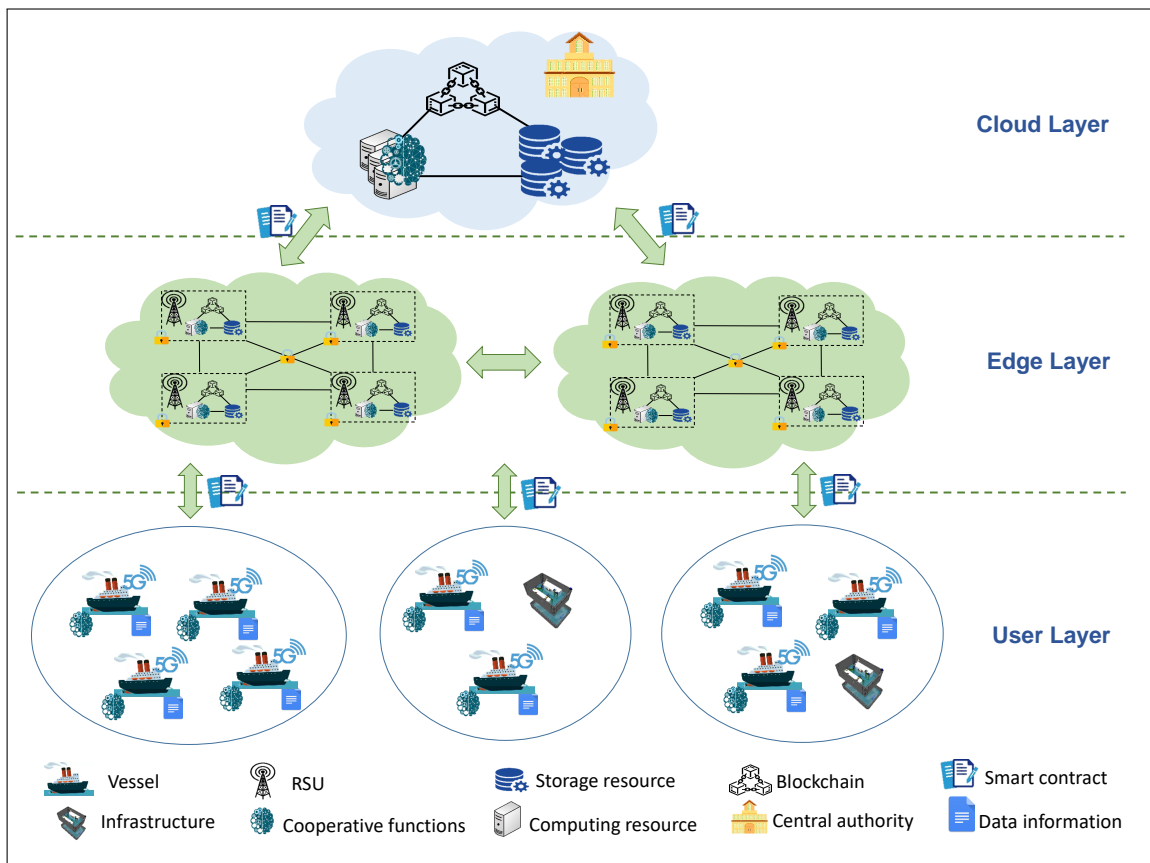 Cloud Layer
Edge Layer
5G
5G
5G
5G
5G
5G
5G
5G
5G
User Layer
Vessel
RSU
Storage resource
Blockchain
Smart contract
Infrastructure
Cooperative functions
Computing resource
Central authority
Data information